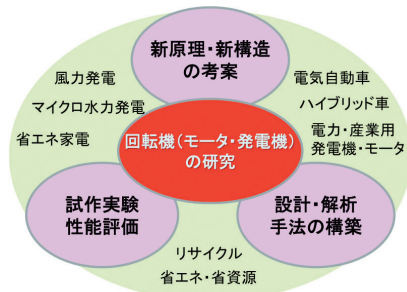 新原理・新構造
の考案
風力発電
マイクロ水力発電
省エネ家電
電気自動車
ハイブリッド車
電力・産業用
発電機・モータ
回転機(モータ・発電機)
の研究
試作実験
性能評価
設計・解析
手法の構築
リサイクル
省エネ・省資源